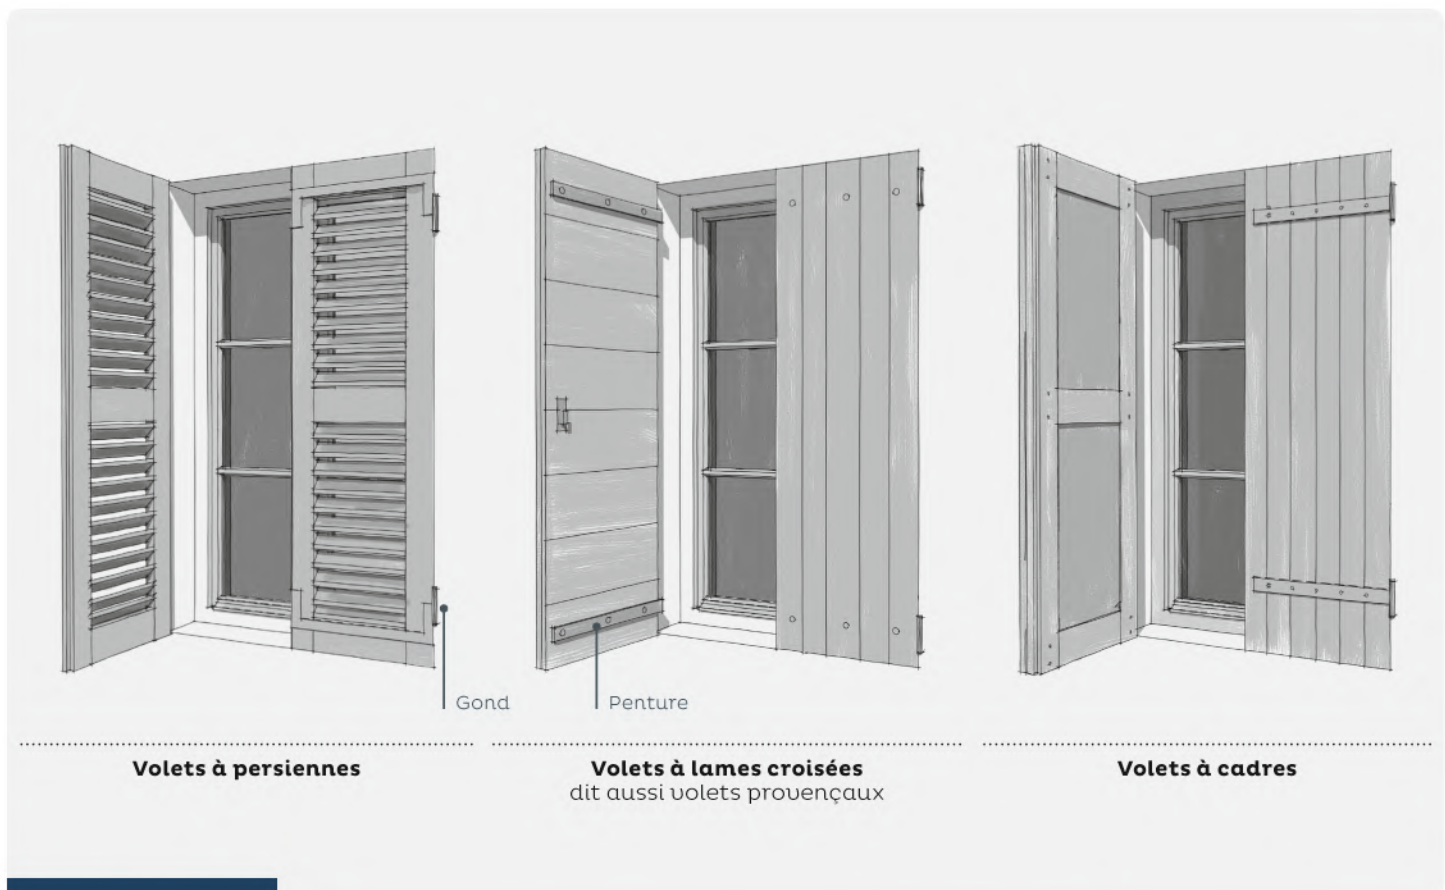 Gond
Penture
Volets à persiennes
Volets à lames croisées
dit aussi volets provençaux
Volets à cadres